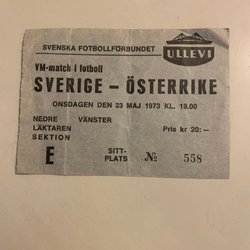 SVENSKA FOTBOLLFÖRBUNDET
ULLEVI
VM-match i fotboll
SVERIGE - ÖSTERRIKE
ONSDAGEN DEN 23 MAJ 1973 KL. 19.00
NEDRE VÄNSTER
LÄKTAREN Pris kr 20:—
SEKTION
E SITT-
PLATS № 558